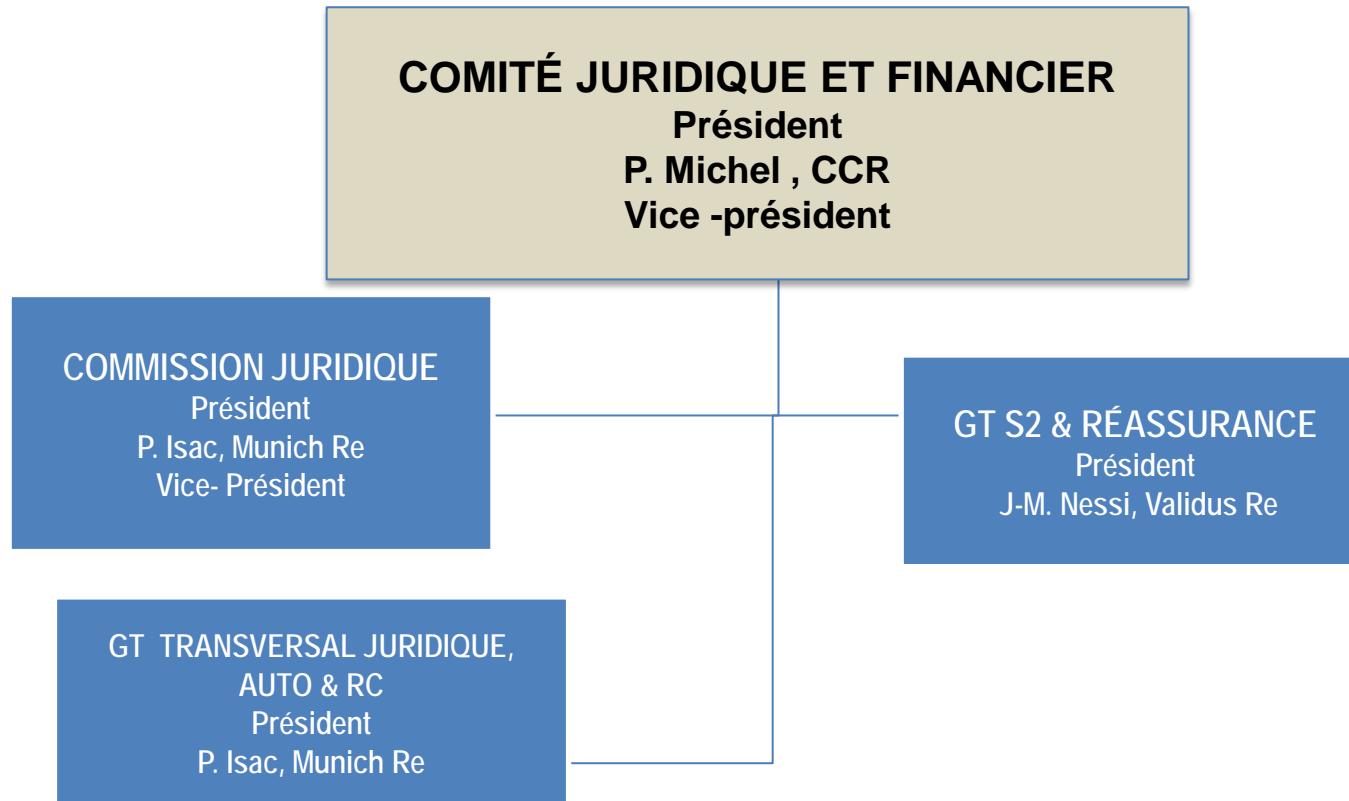 COMITÉ JURIDIQUE ET FINANCIER
Président
P. Michel , CCR
Vice -président
COMMISSION JURIDIQUE
Président
P. Isac, Munich Re
Vice- Président
GT S2 & RÉASSURANCE
Président
J-M. Nessi, Validus Re
GT TRANSVERSAL JURIDIQUE,
AUTO & RC
Président
P. Isac, Munich Re